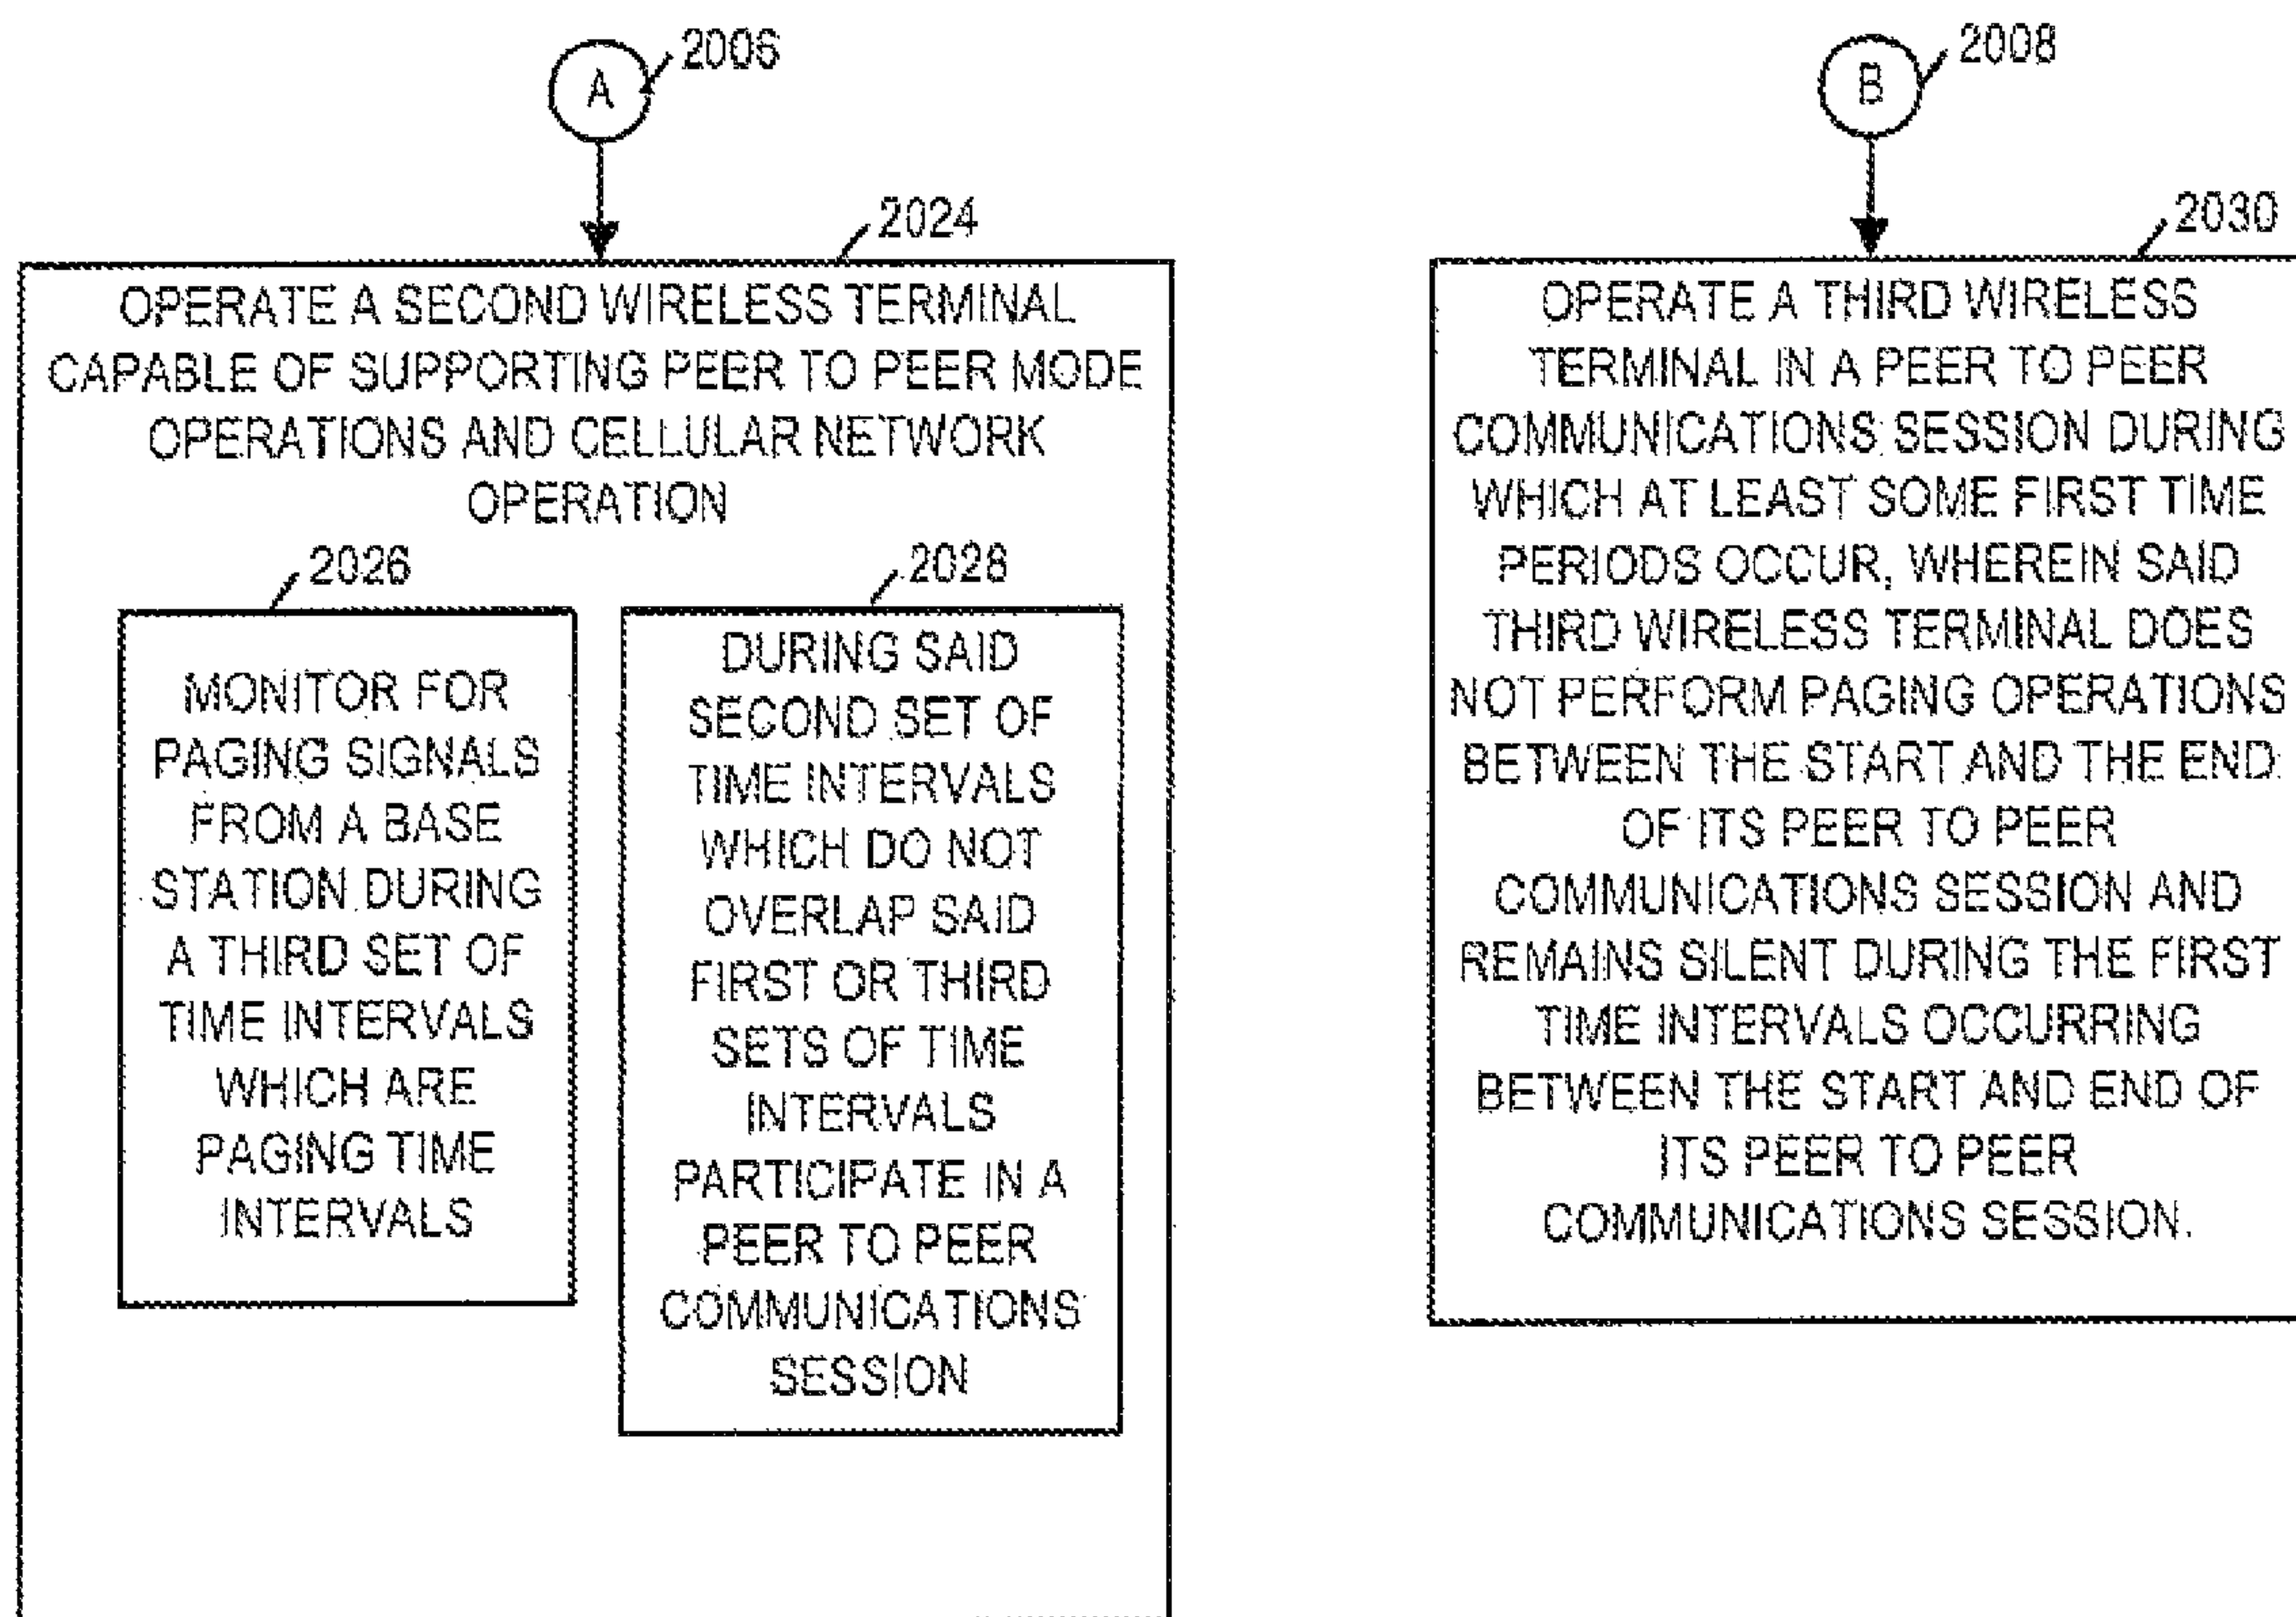 A
2006
2024
OPERATE A SECOND WIRELESS TERMINAL
CAPABLE OF SUPPORTING PEER TO PEER MODE
OPERATIONS AND CELLULAR NETWORK
OPERATION
2026
MONITOR FOR
PAGING SIGNALS
FROM A BASE
STATION DURING
A THIRD SET OF
TIME INTERVALS
WHICH ARE
PAGING TIME
INTERVALS
2028
DURING SAID
SECOND SET OF
TIME INTERVALS
WHICH DO NOT
OVERLAP SAID
FIRST OR THIRD
SETS OF TIME
INTERVALS
PARTICIPATE IN A
PEER TO PEER
COMMUNICATIONS
SESSION
B
2008
2030
OPERATE A THIRD WIRELESS
TERMINAL IN A PEER TO PEER
COMMUNICATIONS SESSION DURING
WHICH AT LEAST SOME FIRST TIME
PERIODS OCCUR, WHEREIN SAID
THIRD WIRELESS TERMINAL DOES
NOT PERFORM PAGING OPERATIONS
BETWEEN THE START AND THE END
OF ITS PEER TO PEER
COMMUNICATIONS SESSION AND
REMAINS SILENT DURING THE FIRST
TIME INTERVALS OCCURRING
BETWEEN THE START AND END OF
ITS PEER TO PEER
COMMUNICATIONS SESSION.